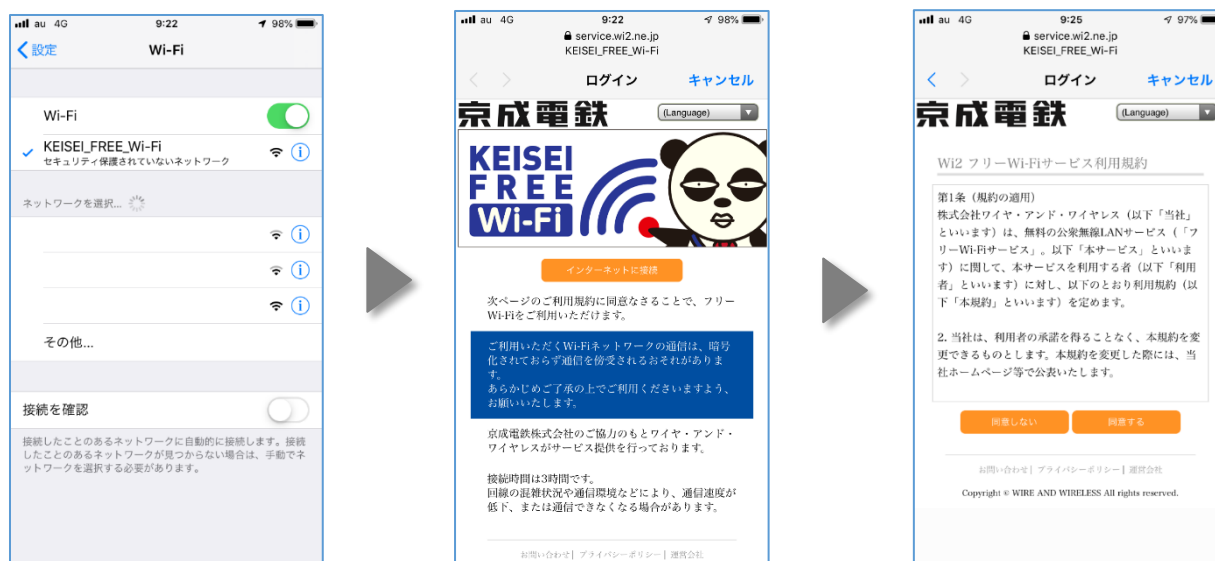 au 4G 9:22 98%
設定 Wi-Fi
Wi-Fi
KEISEI_FREE_Wi-Fi
セキュリティ保護されていないネットワーク
ネットワークを選択...
その他...
接続を確認
接続したことのあるネットワークに自動的に接続します。接続
したことのあるネットワークが見つからない場合は、手動でネ
ットワークを選択する必要があります。
au 4G 9:22 98%
service.wi2.ne.jp
KEISEI_FREE_Wi-Fi
ログイン キャンセル
京成電鉄 (Language)
KEISEI
FREE
Wi-Fi
インターネットに接続
次ページのご利用規約に同意なさることで、フリー
Wi-Fiをご利用いただけます。
ご利用いただくWi-Fiネットワークの通信は、暗号
化されておらず通信を傍受されるおそれがありま
す。
あらかじめご了承の上でご利用くださいますよう、
お願いいたします。
京成電鉄株式会社のご協力のもとワイヤ・アンド・
ワイヤレスがサービス提供を行っております。
接続時間は3時間です。
回線の混雑状況や通信環境などにより、通信速度が
低下、または通信できなくなる場合があります。
お問い合わせ| プライバシーポリシー| 運営会社
au 4G 9:25 97%
service.wi2.ne.jp
KEISEI_FREE_Wi-Fi
ログイン キャンセル
京成電鉄 (Language)
Wi2 フリーWi-Fiサービス利用規約
第1条（規約の適用）
株式会社ワイヤ・アンド・ワイヤレス（以下「当社」
といいます）は、無料の公衆無線LANサービス（「フ
リーWi-Fiサービス」。以下「本サービス」といいま
す）に関して、本サービスを利用する者（以下「利用
者」といいます）に対し、以下のとおり利用規約（以
下「本規約」といいます）を定めます。
2. 当社は、利用者の承諾を得ることなく、本規約を変
更できるものとします。本規約を変更した際には、当
社ホームページ等で公表いたします。
同意しない 同意する
お問い合わせ| プライバシーポリシー| 運営会社
Copyright © WIRE AND WIRELESS All rights reserved.